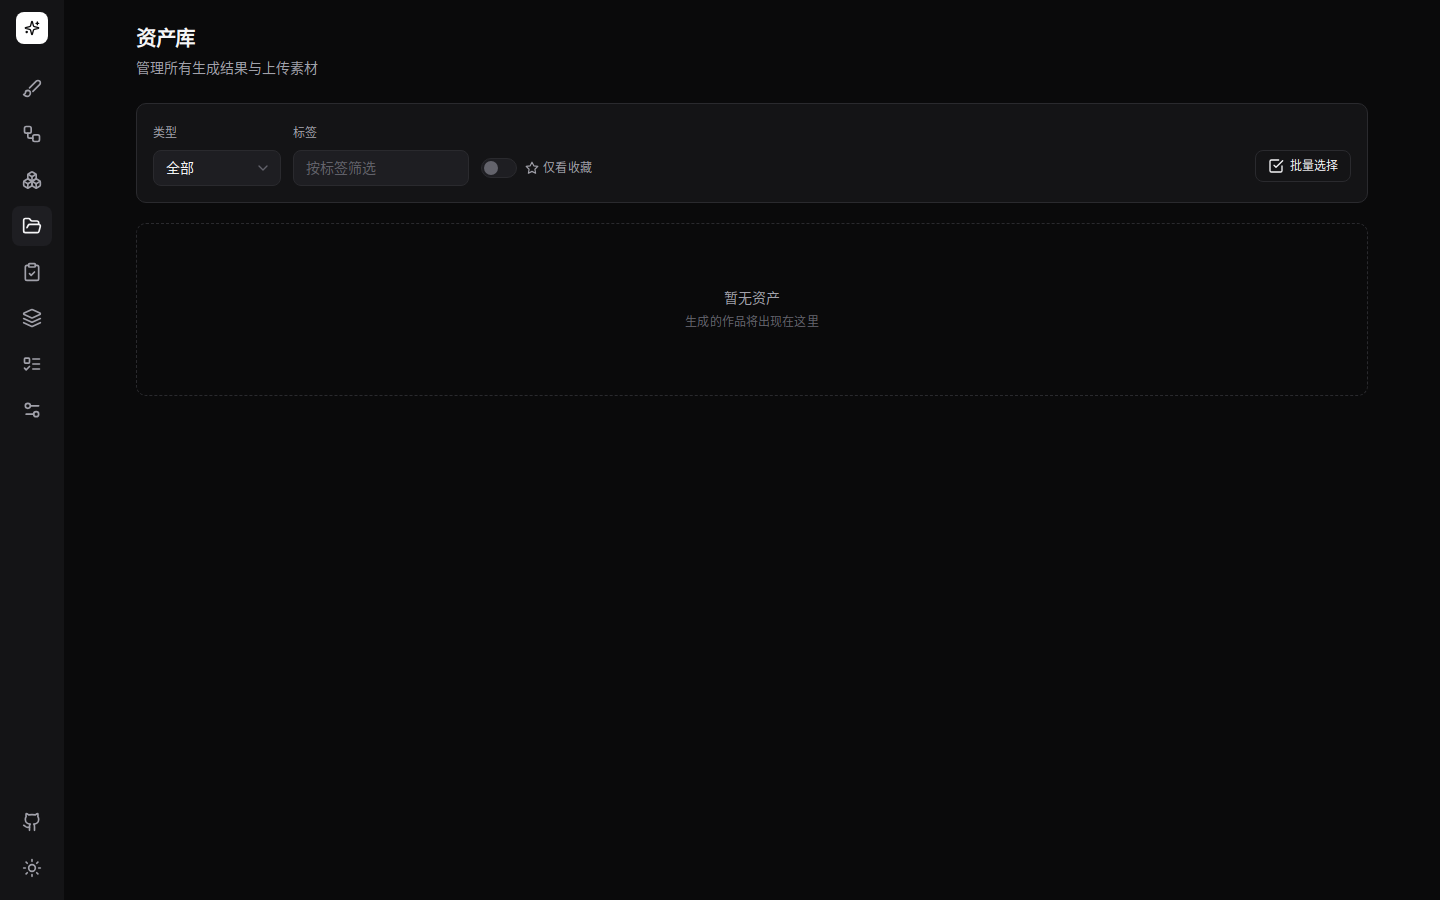 资产库
管理所有生成结果与上传素材
类型
标签
全部
按标签筛选
仅看收藏
批量选择
暂无资产
生成的作品将出现在这里